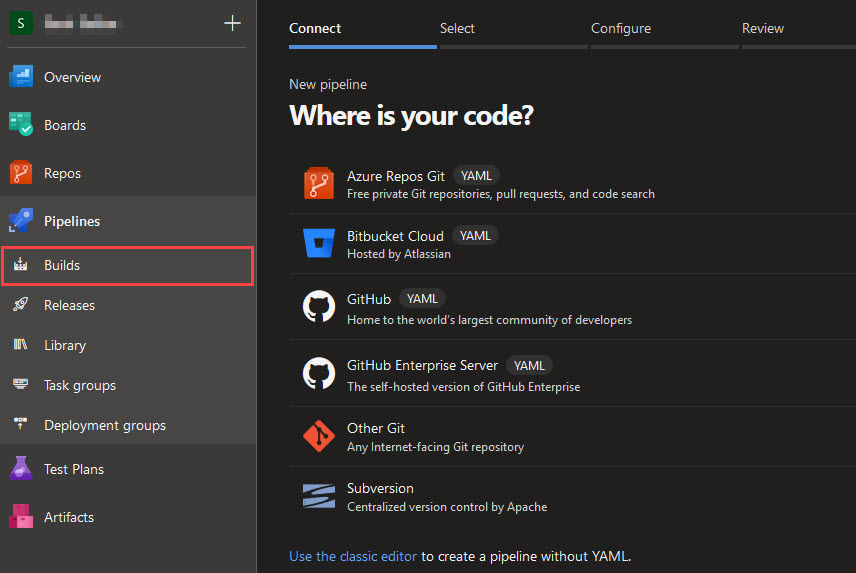 S
Overview
Boards
Repos
Pipelines
Builds
Releases
Library
Task groups
Deployment groups
Test Plans
Artifacts
Connect Select Configure Review
New pipeline
Where is your code?
Azure Repos Git YAML
Free private Git repositories, pull requests, and code search
Bitbucket Cloud YAML
Hosted by Atlassian
GitHub YAML
Home to the world's largest community of developers
GitHub Enterprise Server YAML
The self-hosted version of GitHub Enterprise
Other Git
Any Internet-facing Git repository
Subversion
Centralized version control by Apache
Use the classic editor to create a pipeline without YAML.